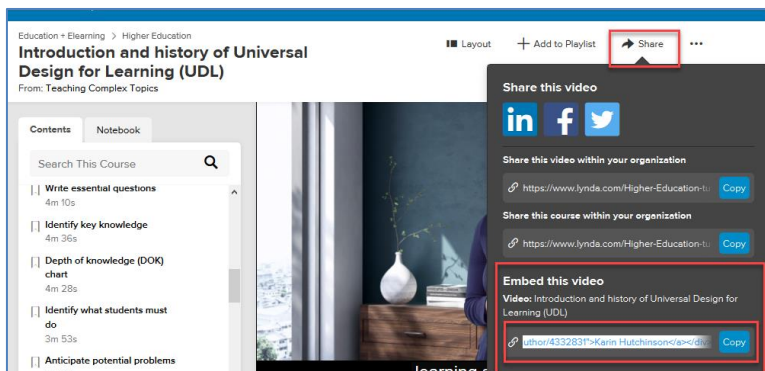 Education + Elearning > Higher Education
Introduction and history of Universal
Design for Learning (UDL)
From: Teaching Complex Topics
Layout
Add to Playlist
Share
Contents
Notebook
Search This Course
Write essential questions
4m 10s
Identify key knowledge
4m 36s
Depth of knowledge (DOK)
chart
4m 28s
Identify what students must
do
3m 53s
Anticipate potential problems
Share this video
in f
Share this video within your organization
https://www.lynda.com/Higher-Education-tu
Copy
Share this course within your organization
https://www.lynda.com/Higher-Education-tu
Copy
Embed this video
Video: Introduction and history of Universal Design for
Learning (UDL)
uthor/4332831">Karin Hutchinson</a></div>
Copy
learning